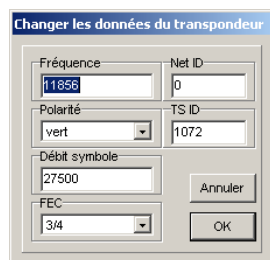 Changer les données du transpondeur
Fréquence
11856
Net ID
0
Polarité
vert
TS ID
1072
Débit symbole
27500
FEC
3/4
Annuler
OK